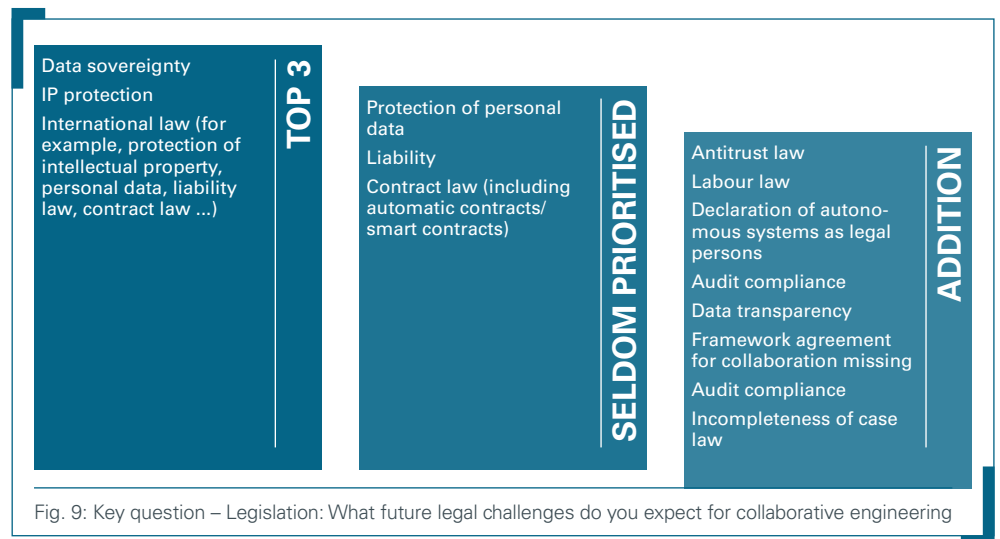 Data sovereignty
IP protection
International law (for
example, protection of
intellectual property,
personal data, liability
law, contract law ...)
TOP 3
Protection of personal
data
Liability
Contract law (including
automatic contracts/
smart contracts)
SELDOM PRIORITISED
Antitrust law
Labour law
Declaration of autono-
mous systems as legal
persons
Audit compliance
Data transparency
Framework agreement
for collaboration missing
Audit compliance
Incompleteness of case
law
ADDITION
Fig. 9: Key question – Legislation: What future legal challenges do you expect for collaborative engineering